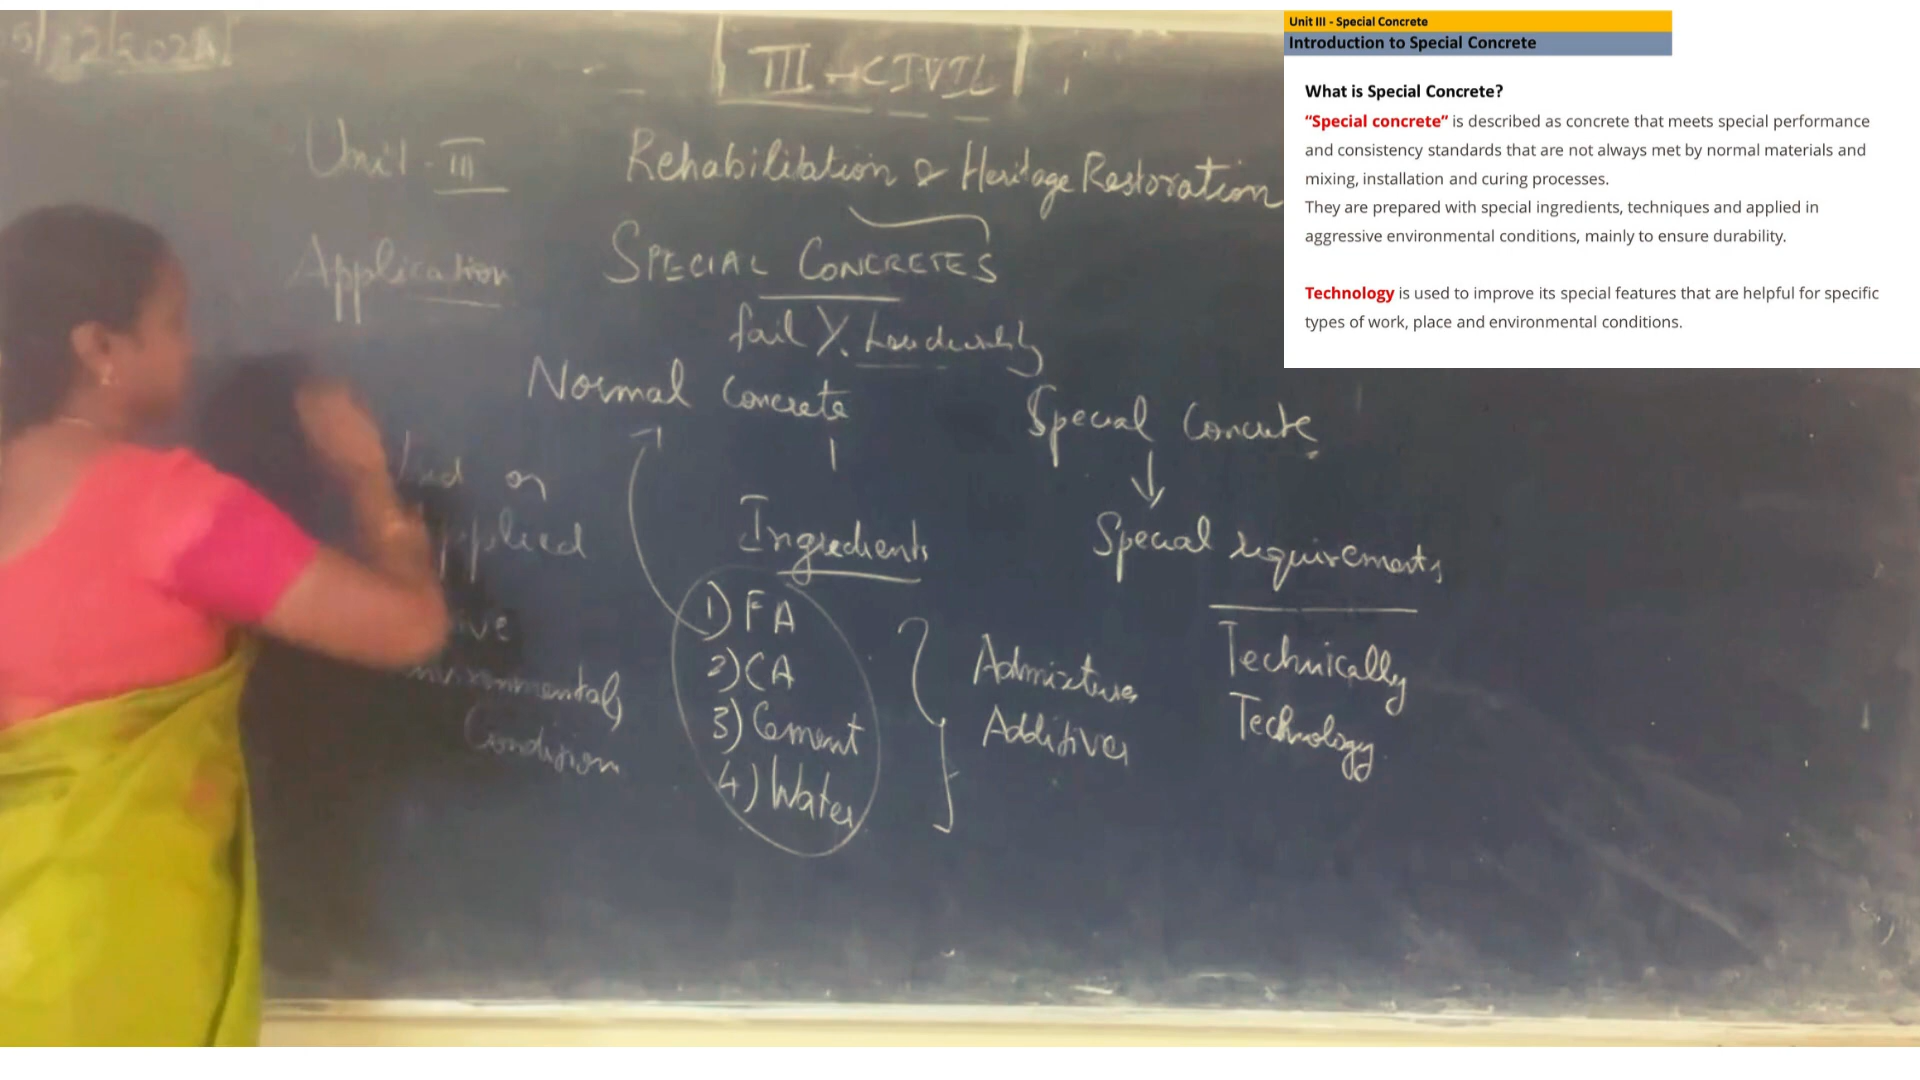 III - CIVIL
Unit - III
Rehabilitation & Heritage Restoration
Application
SPECIAL CONCRETES
fail
Normal Concrete
Special Concrete
on
Ingredients
Special requirements
1) FA
2) CA
3) Cement
4) Water
Admixtures
Additives
Technically
Technology
Condition
Unit III - Special Concrete
Introduction to Special Concrete
What is Special Concrete?
“Special concrete” is described as concrete that meets special performance
and consistency standards that are not always met by normal materials and
mixing, installation and curing processes.
They are prepared with special ingredients, techniques and applied in
aggressive environmental conditions, mainly to ensure durability.
Technology is used to improve its special features that are helpful for specific
types of work, place and environmental conditions.